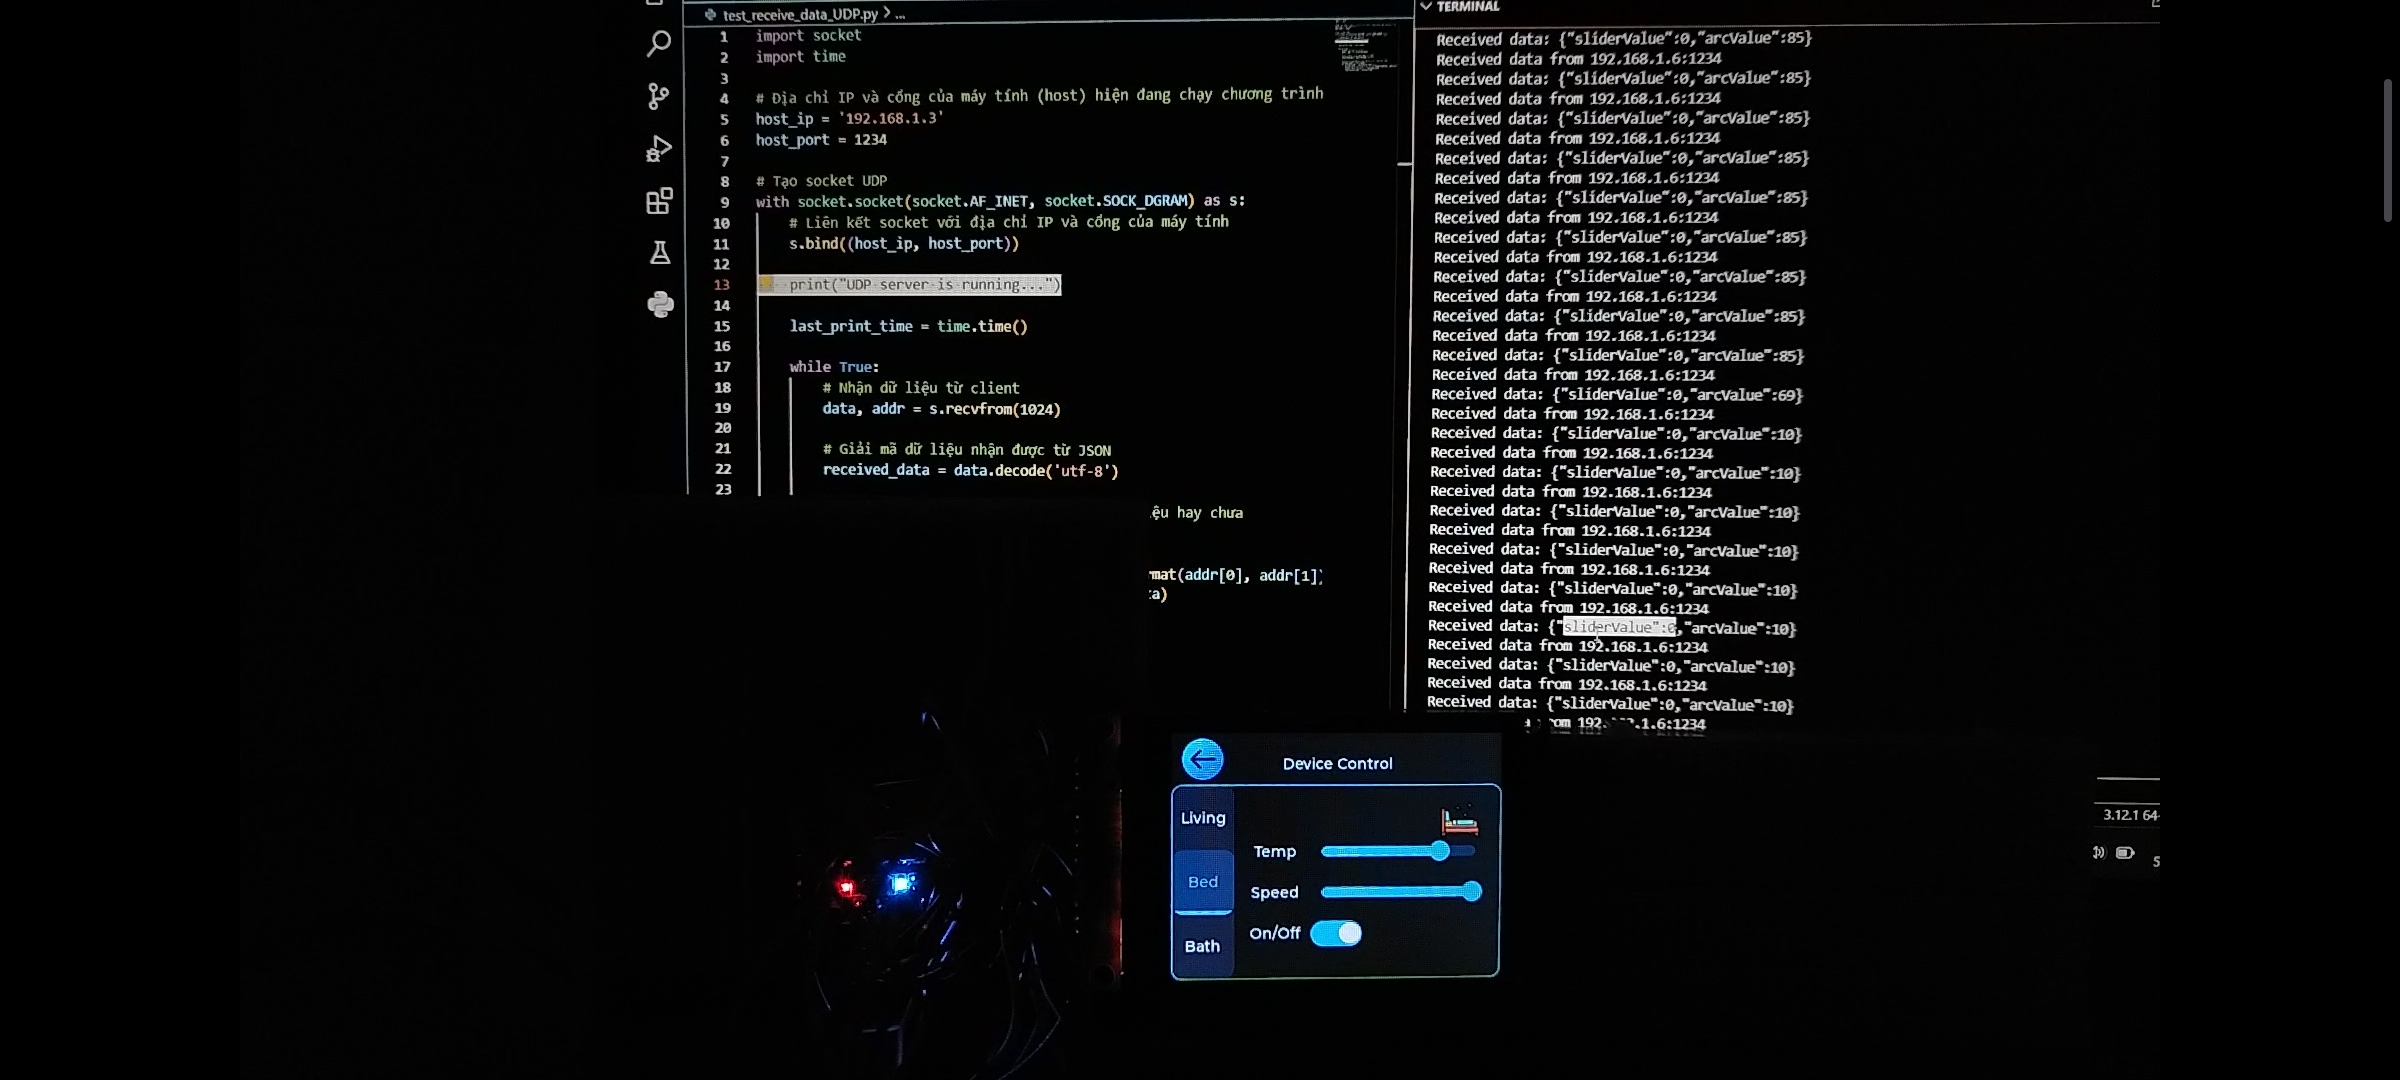 test_receive_data_UDP.py > ...
1 import socket
2 import time
3
4 # Địa chỉ IP và cổng của máy tính (host) hiện đang chạy chương trình
5 host_ip = '192.168.1.3'
6 host_port = 1234
7
8 # Tạo socket UDP
9 with socket.socket(socket.AF_INET, socket.SOCK_DGRAM) as s:
10 # Liên kết socket với địa chỉ IP và cổng của máy tính
11 s.bind((host_ip, host_port))
12
13 print("UDP server is running...")
14
15 last_print_time = time.time()
16
17 while True:
18 # Nhận dữ liệu từ client
19 data, addr = s.recvfrom(1024)
20
21 # Giải mã dữ liệu nhận được từ JSON
22 received_data = data.decode('utf-8')
23
ệu hay chưa
mat(addr[0], addr[1])
a)
TERMINAL
Received data: {"sliderValue":0,"arcValue":85}
Received data from 192.168.1.6:1234
Received data: {"sliderValue":0,"arcValue":85}
Received data from 192.168.1.6:1234
Received data: {"sliderValue":0,"arcValue":85}
Received data from 192.168.1.6:1234
Received data: {"sliderValue":0,"arcValue":85}
Received data from 192.168.1.6:1234
Received data: {"sliderValue":0,"arcValue":85}
Received data from 192.168.1.6:1234
Received data: {"sliderValue":0,"arcValue":85}
Received data from 192.168.1.6:1234
Received data: {"sliderValue":0,"arcValue":85}
Received data from 192.168.1.6:1234
Received data: {"sliderValue":0,"arcValue":85}
Received data from 192.168.1.6:1234
Received data: {"sliderValue":0,"arcValue":85}
Received data from 192.168.1.6:1234
Received data: {"sliderValue":0,"arcValue":69}
Received data from 192.168.1.6:1234
Received data: {"sliderValue":0,"arcValue":10}
Received data from 192.168.1.6:1234
Received data: {"sliderValue":0,"arcValue":10}
Received data from 192.168.1.6:1234
Received data: {"sliderValue":0,"arcValue":10}
Received data from 192.168.1.6:1234
Received data: {"sliderValue":0,"arcValue":10}
Received data from 192.168.1.6:1234
Received data: {"sliderValue":0,"arcValue":10}
Received data from 192.168.1.6:1234
Received data: {"sliderValue":0,"arcValue":10}
Received data from 192.168.1.6:1234
Received data: {"sliderValue":0,"arcValue":10}
Received data from 192.168.1.6:1234
Received data: {"sliderValue":0,"arcValue":10}
om 192. .1.6:1234
Device Control
Living
Temp
Bed
Speed
On/Off
Bath
3.12.1 64-